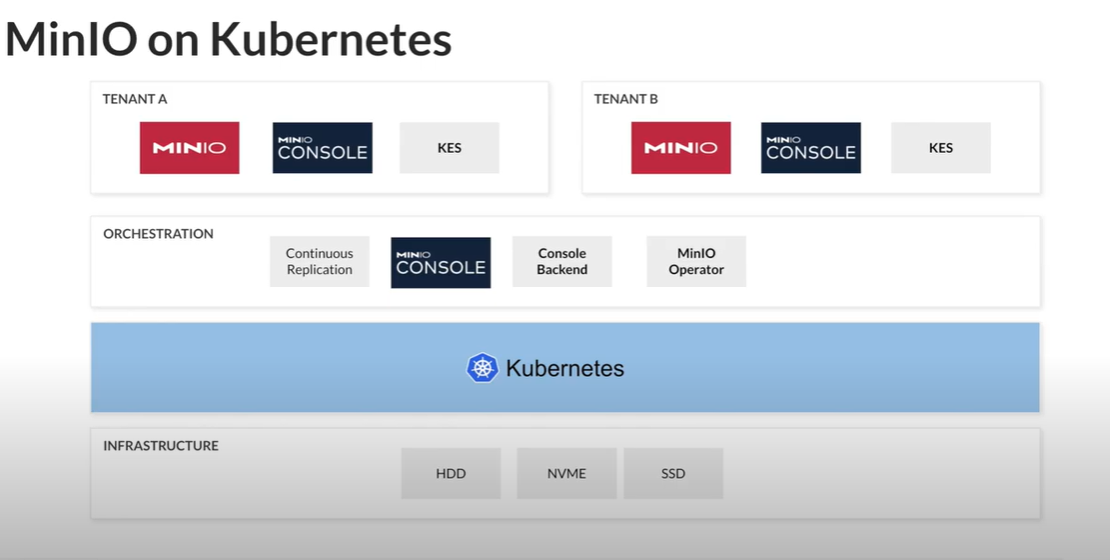 MinIO on Kubernetes
TENANT A
MINIO
MINIO
CONSOLE
KES
TENANT B
MINIO
MINIO
CONSOLE
KES
ORCHESTRATION
Continuous
Replication
MINIO
CONSOLE
Console
Backend
MinIO
Operator
Kubernetes
INFRASTRUCTURE
HDD
NVME
SSD